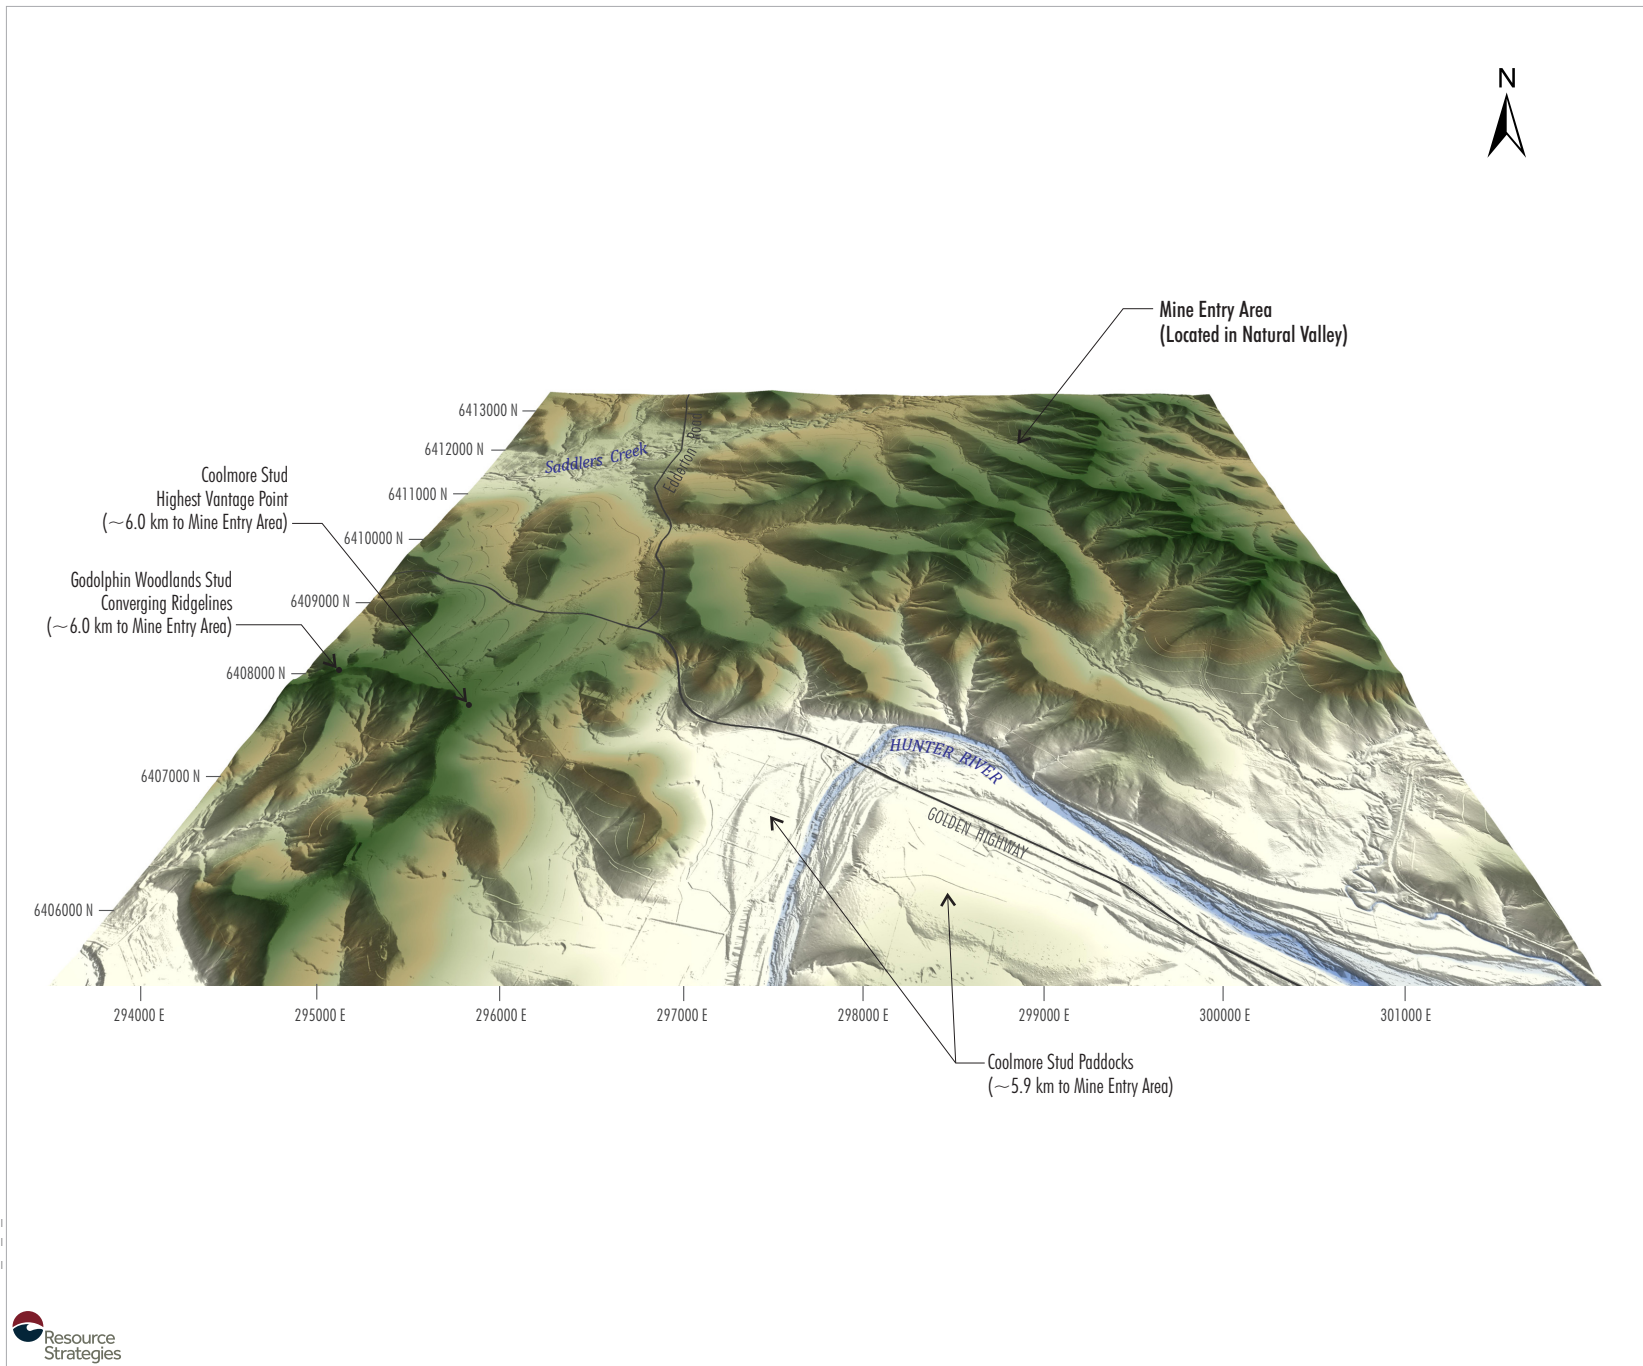 N
Mine Entry Area
(Located in Natural Valley)
6413000 N
6412000 N
Saddlers Creek
Edderton Road
Coolmore Stud
Highest Vantage Point
(~6.0 km to Mine Entry Area)
6411000 N
6410000 N
Godolphin Woodlands Stud
Converging Ridgelines
(~6.0 km to Mine Entry Area)
6409000 N
6408000 N
HUNTER RIVER
6407000 N
GOLDEN HIGHWAY
6406000 N
294000 E
295000 E
296000 E
297000 E
298000 E
299000 E
300000 E
301000 E
Coolmore Stud Paddocks
(~5.9 km to Mine Entry Area)
Resource
Strategies